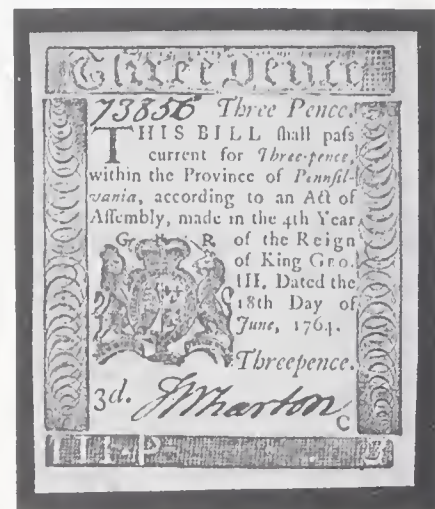 Three Pence
73856 Three Pence.
THIS BILL ſhall paſs
current for Three-pence,
within the Province of Pennſil-
vania, according to an Act of
Aſſembly, made in the 4th Year
G R of the Reign
of King Geo.
III. Dated the
18th Day of
June, 1764.
Threepence.
3d. Wharton
C
III-P